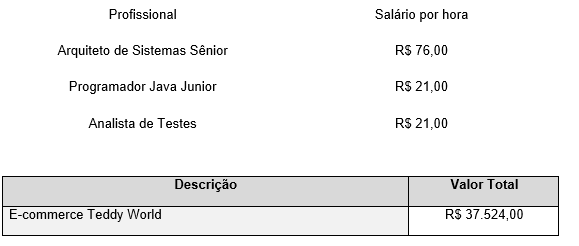 Profissional Salário por hora
Arquiteto de Sistemas Sênior R$ 76,00
Programador Java Junior R$ 21,00
Analista de Testes R$ 21,00
Descrição Valor Total
E-commerce Teddy World R$ 37.524,00